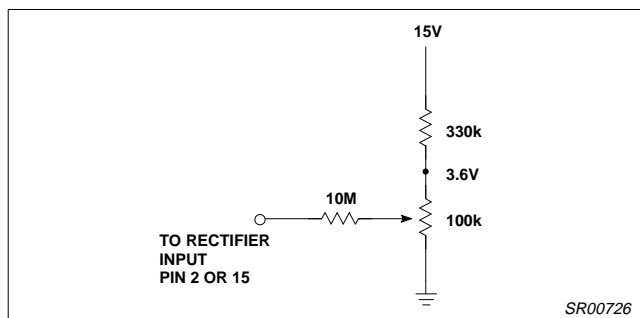 15V
330k
3.6V
10M
100k
TO RECTIFIER
INPUT
PIN 2 OR 15
SR00726